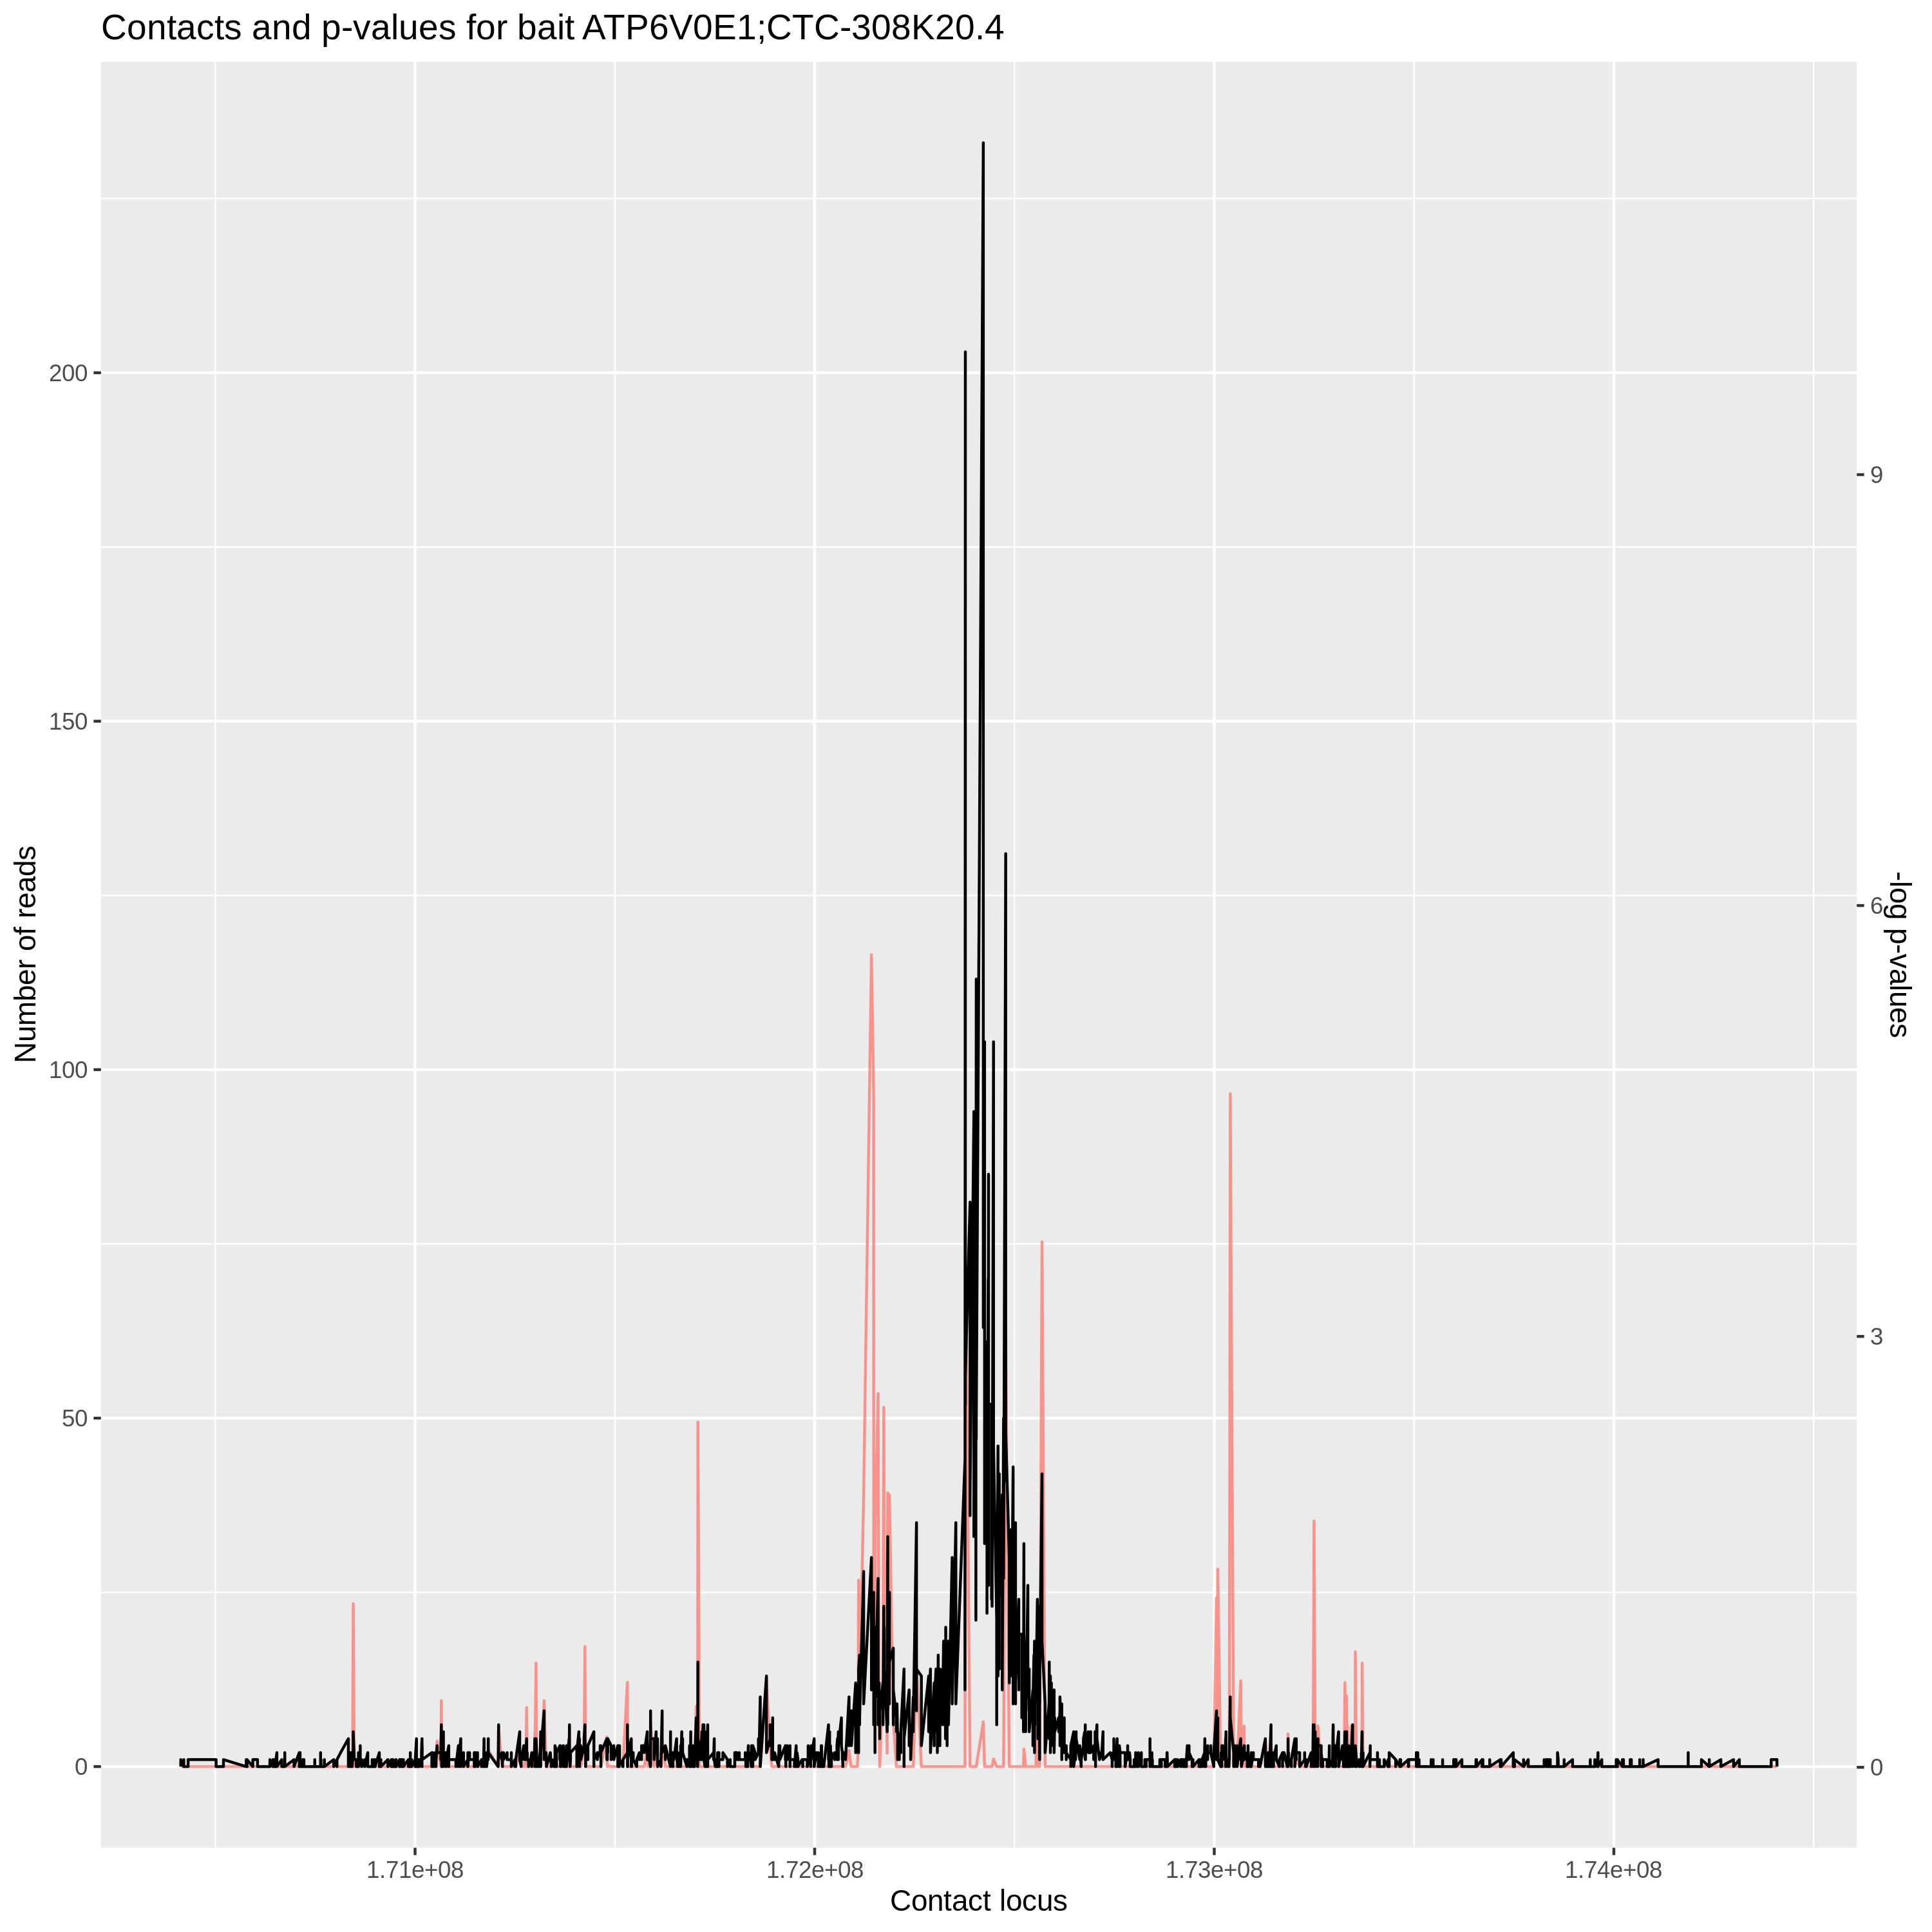 Contacts and p-values for bait ATP6V0E1;CTC-308K20.4
200
150
100
50
0
Number of reads
9
6
3
0
-log p-values
1.71e+08
1.72e+08
1.73e+08
1.74e+08
Contact locus